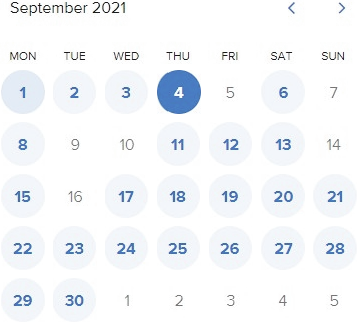 September 2021 < >
MON TUE WED THU FRI SAT SUN
1 2 3 4 5 6 7
8 9 10 11 12 13 14
15 16 17 18 19 20 21
22 23 24 25 26 27 28
29 30 1 2 3 4 5